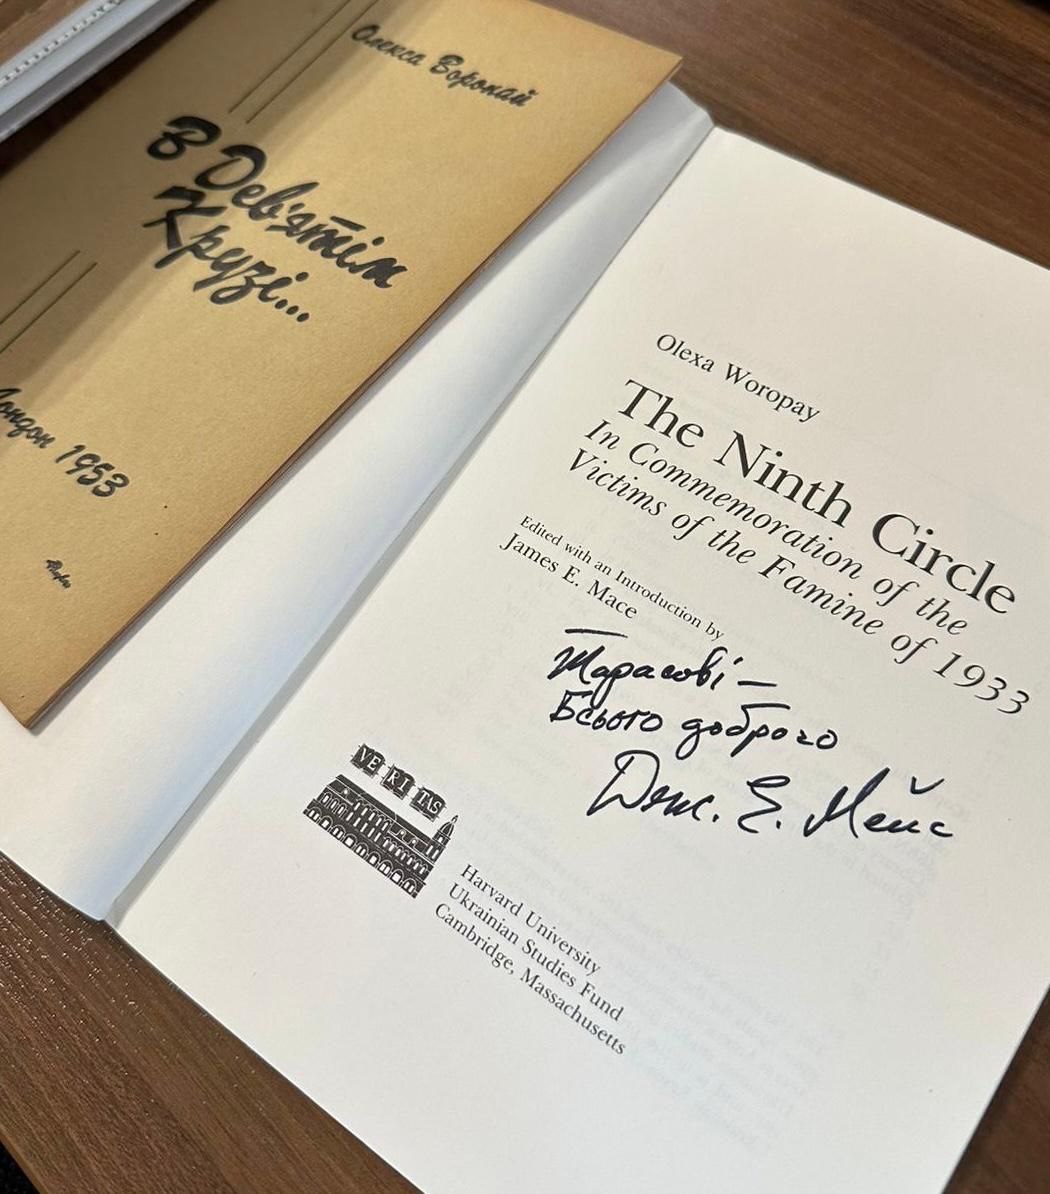 Олекса Воропай
В Дев'ятім
Крузі...
Лондон 1953
Olexa Woropay
The Ninth Circle
In Commemoration of the
Victims of the Famine of 1933
Edited with an Introduction by
James E. Mace
Тарасові –
Всього доброго
Дж. Е. Мейс
VE RI TAS
Harvard University
Ukrainian Studies Fund
Cambridge, Massachusetts